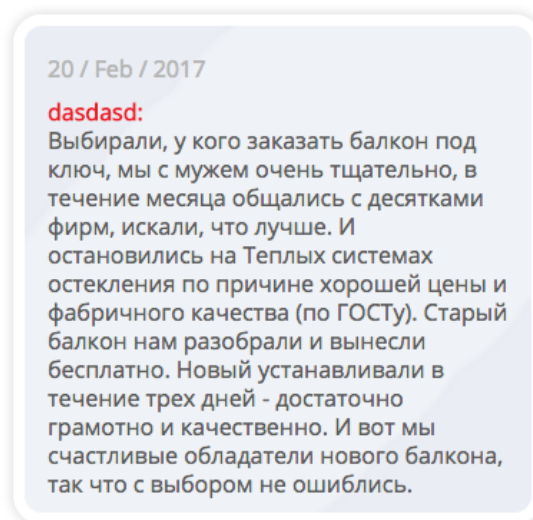 20 / Feb / 2017
dasdasd:
Выбирали, у кого заказать балкон под
ключ, мы с мужем очень тщательно, в
течение месяца общались с десятками
фирм, искали, что лучше. И
остановились на Теплых системах
остекления по причине хорошей цены и
фабричного качества (по ГОСТу). Старый
балкон нам разобрали и вынесли
бесплатно. Новый устанавливали в
течение трех дней - достаточно
грамотно и качественно. И вот мы
счастливые обладатели нового балкона,
так что с выбором не ошиблись.